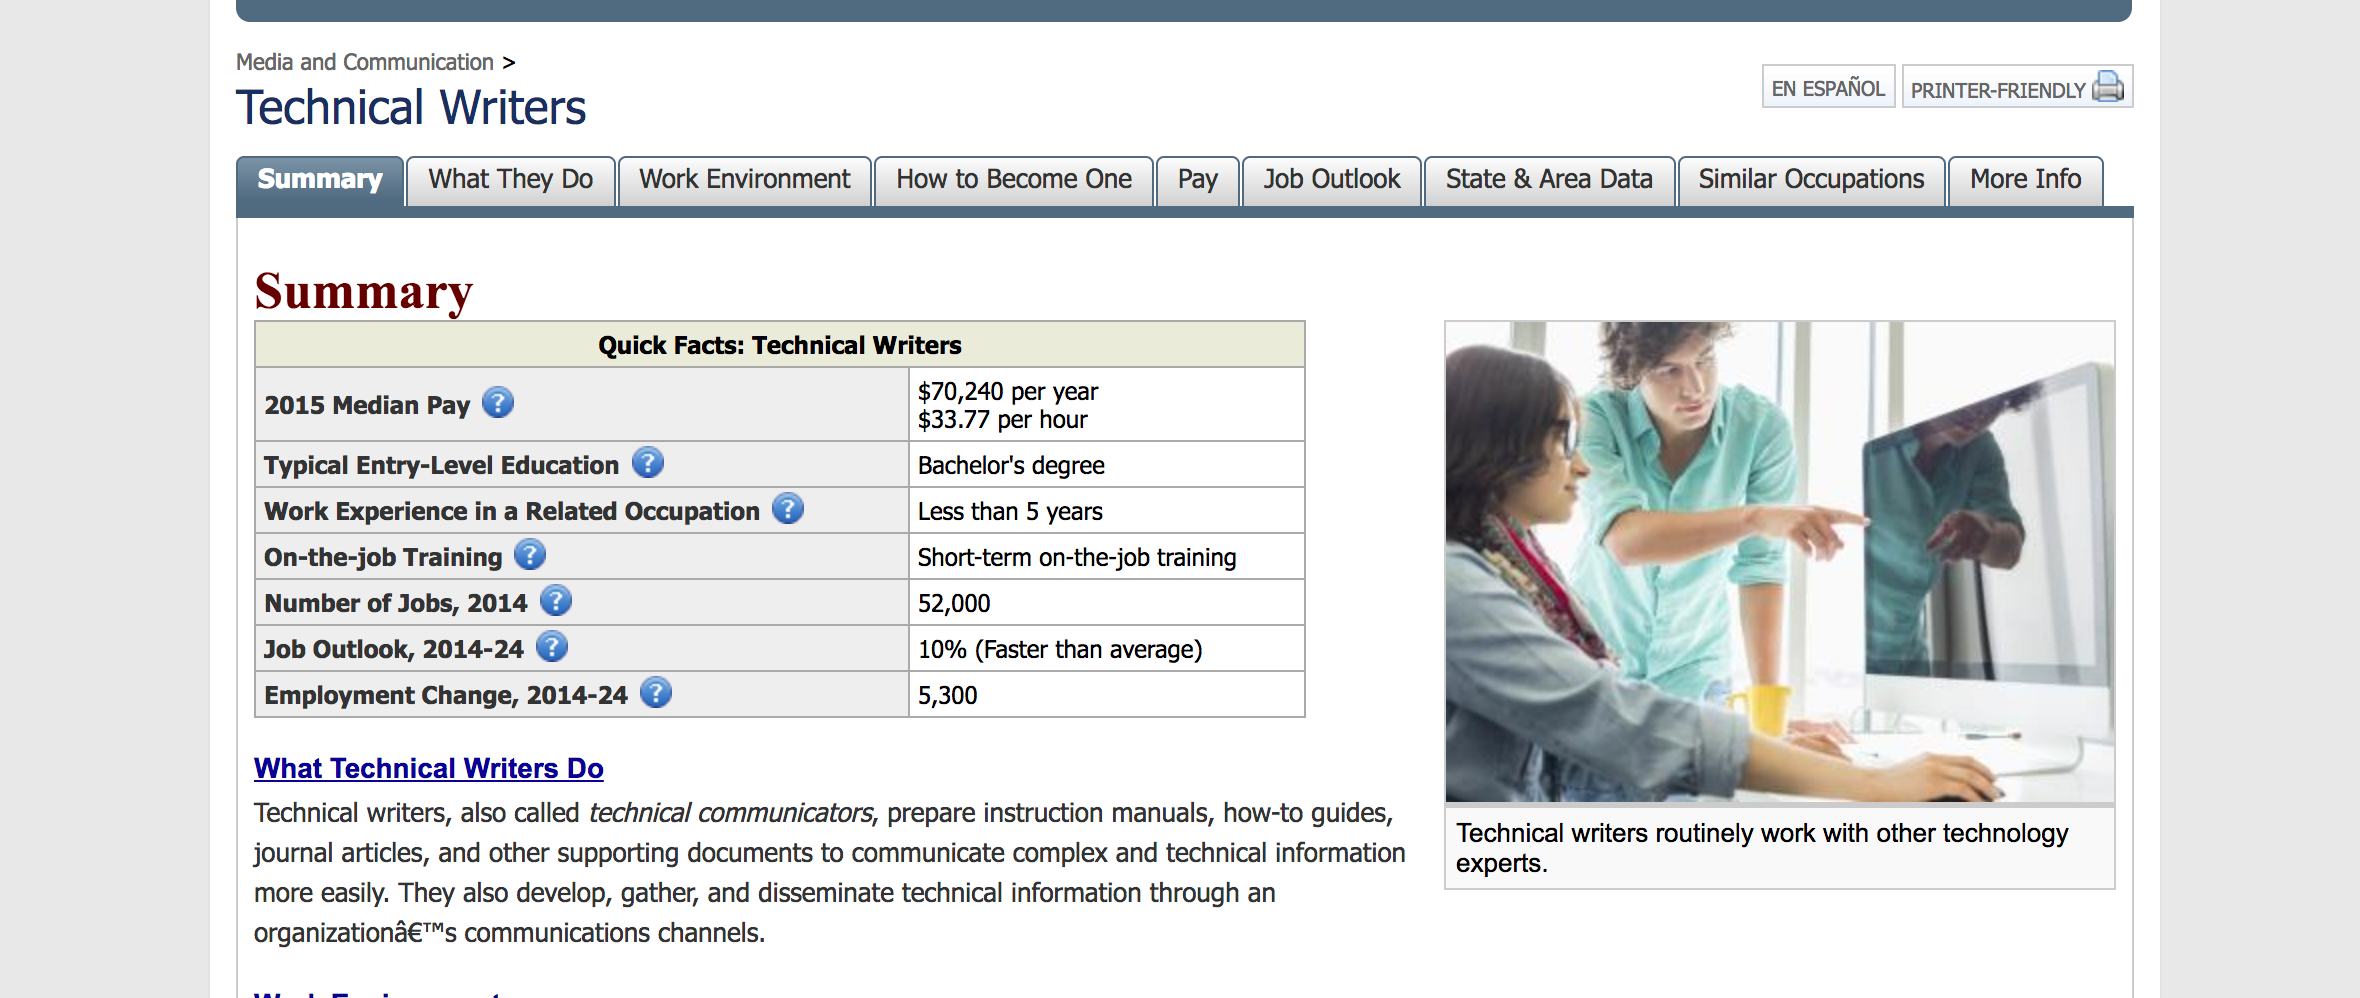 Media and Communication >
Technical Writers
EN ESPAÑOL
PRINTER-FRIENDLY
Summary
What They Do
Work Environment
How to Become One
Pay
Job Outlook
State & Area Data
Similar Occupations
More Info
Summary
Quick Facts: Technical Writers
2015 Median Pay ?
$70,240 per year
$33.77 per hour
Typical Entry-Level Education ?
Bachelor's degree
Work Experience in a Related Occupation ?
Less than 5 years
On-the-job Training ?
Short-term on-the-job training
Number of Jobs, 2014 ?
52,000
Job Outlook, 2014-24 ?
10% (Faster than average)
Employment Change, 2014-24 ?
5,300
What Technical Writers Do
Technical writers, also called technical communicators, prepare instruction manuals, how-to guides,
journal articles, and other supporting documents to communicate complex and technical information
more easily. They also develop, gather, and disseminate technical information through an
organizationâ€™s communications channels.
Technical writers routinely work with other technology
experts.